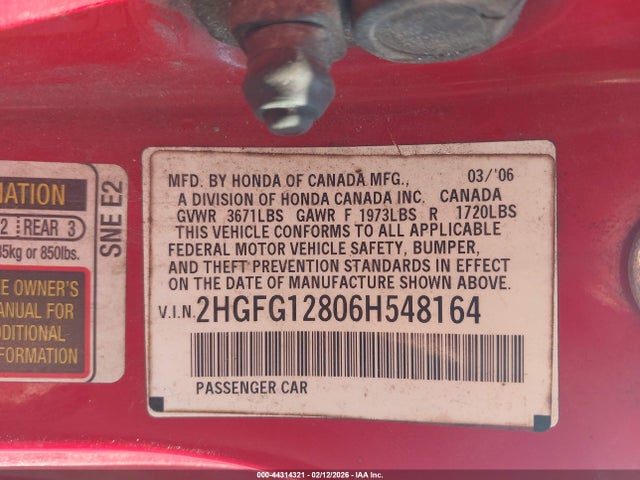 MATION
2 REAR 3
35kg or 850lbs.
E OWNER'S
ANUAL FOR
DDITIONAL
FORMATION
SNE E2
MFD. BY HONDA OF CANADA MFG., 03/'06
A DIVISION OF HONDA CANADA INC. CANADA
GVWR 3671LBS GAWR F 1973LBS R 1720LBS
THIS VEHICLE CONFORMS TO ALL APPLICABLE
FEDERAL MOTOR VEHICLE SAFETY, BUMPER,
AND THEFT PREVENTION STANDARDS IN EFFECT
ON THE DATE OF MANUFACTURE SHOWN ABOVE.
V.I.N. 2HGFG12806H548164
PASSENGER CAR
COPART: 44314321 - 02/12/2026 - IAA Inc.